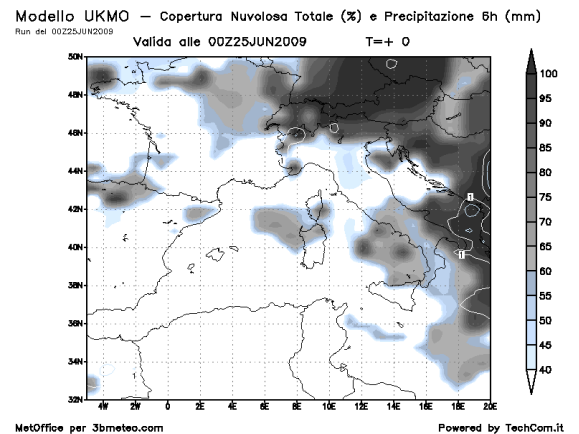 Modello UKMO — Copertura Nuvolosa Totale (%) e Precipitazione 6h (mm)
Run del 00Z25JUN2009
Valida alle 00Z25JUN2009 T=+ 0
50N
48N
46N
44N
42N
40N
38N
36N
34N
32N
4W 2W 0 2E 4E 6E 8E 10E 12E 14E 16E 18E 20E
1
1
100
95
90
85
80
75
70
65
60
55
50
45
40
MetOffice per 3bmeteo.com
Powered by TechCom.it